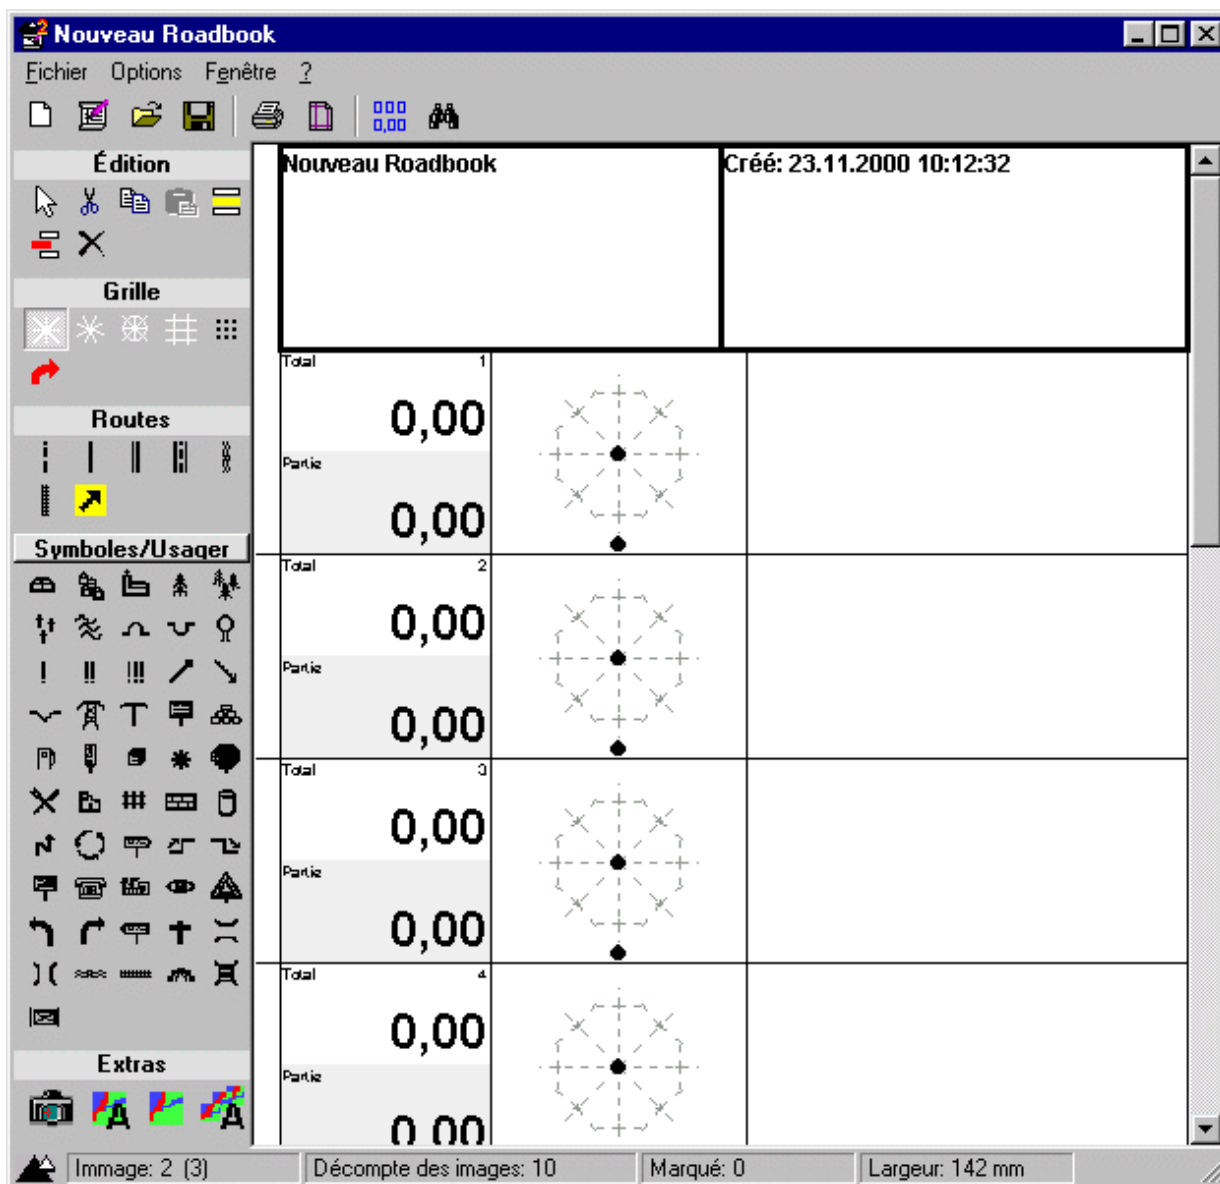 Nouveau Roadbook
Fichier Options Fenêtre ?
0,00
Édition
Grille
Routes
Symboles/Usager
Extras
Nouveau Roadbook
Créé: 23.11.2000 10:12:32
Total 1
0,00
Partie
0,00
Total 2
0,00
Partie
0,00
Total 3
0,00
Partie
0,00
Total 4
0,00
Partie
0,00
Immage: 2 (3)
Décompte des images: 10
Marqué: 0
Largeur: 142 mm